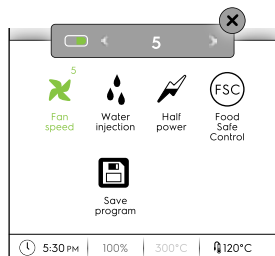 5
5
Fan speed
Water injection
Half power
FSC
Food Safe Control
Save program
5:30 PM 100% 300°C 120°C